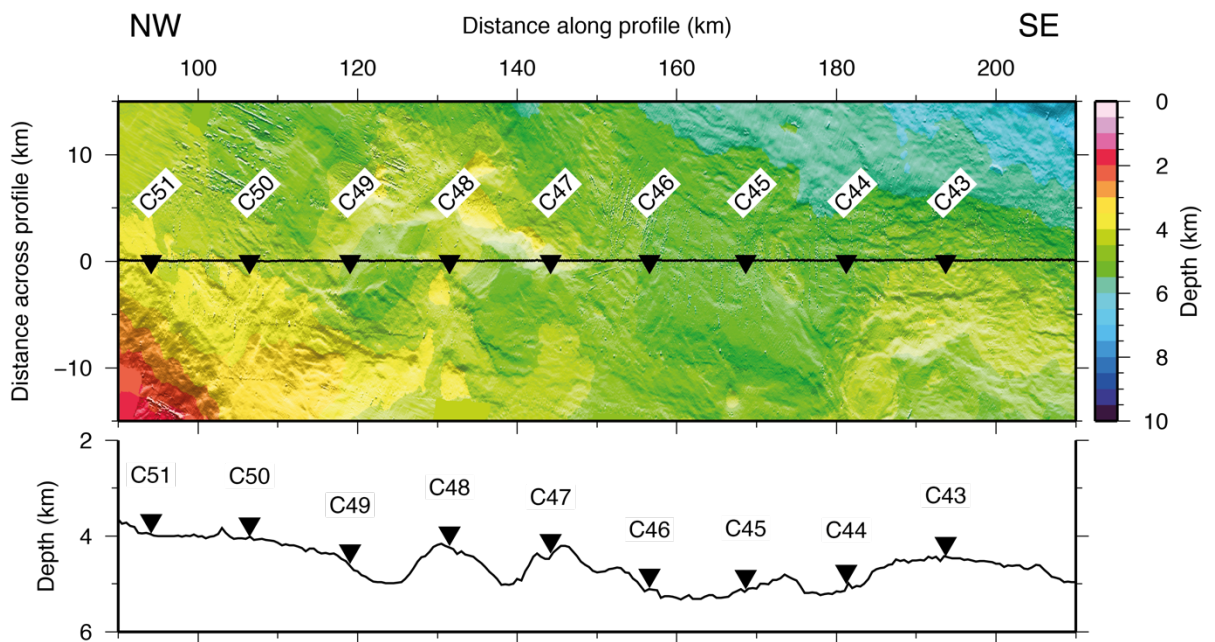 NW Distance along profile (km) SE
100 120 140 160 180 200
Distance across profile (km)
10
0
−10
C51 C50 C49 C48 C47 C46 C45 C44 C43
0
2
4
6
8
10
Depth (km)
2
4
6
Depth (km)
C51 C50 C49 C48 C47 C46 C45 C44 C43